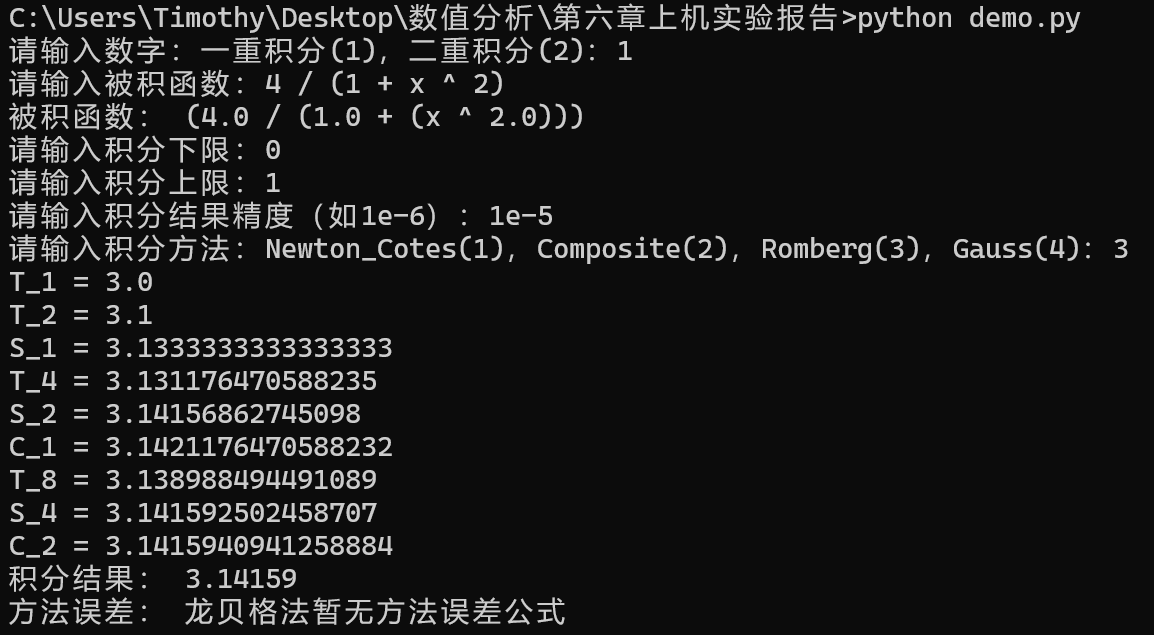 C:\Users\Timothy\Desktop\数值分析\第六章上机实验报告>python demo.py
请输入数字：一重积分(1)，二重积分(2)：1
请输入被积函数：4 / (1 + x ^ 2)
被积函数： (4.0 / (1.0 + (x ^ 2.0)))
请输入积分下限：0
请输入积分上限：1
请输入积分结果精度（如1e-6）：1e-5
请输入积分方法：Newton_Cotes(1)，Composite(2)，Romberg(3)，Gauss(4)：3
T_1 = 3.0
T_2 = 3.1
S_1 = 3.1333333333333333
T_4 = 3.131176470588235
S_2 = 3.14156862745098
C_1 = 3.1421176470588232
T_8 = 3.138988494491089
S_4 = 3.141592502458707
C_2 = 3.1415940941258884
积分结果： 3.14159
方法误差： 龙贝格法暂无方法误差公式